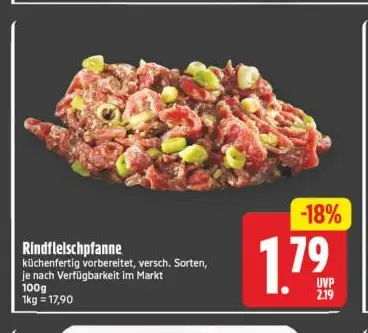 Rindfleischpfanne
küchenfertig vorbereitet, versch. Sorten,
je nach Verfügbarkeit im Markt
100g
1kg = 17,90
-18%
1.79
UVP
2.19